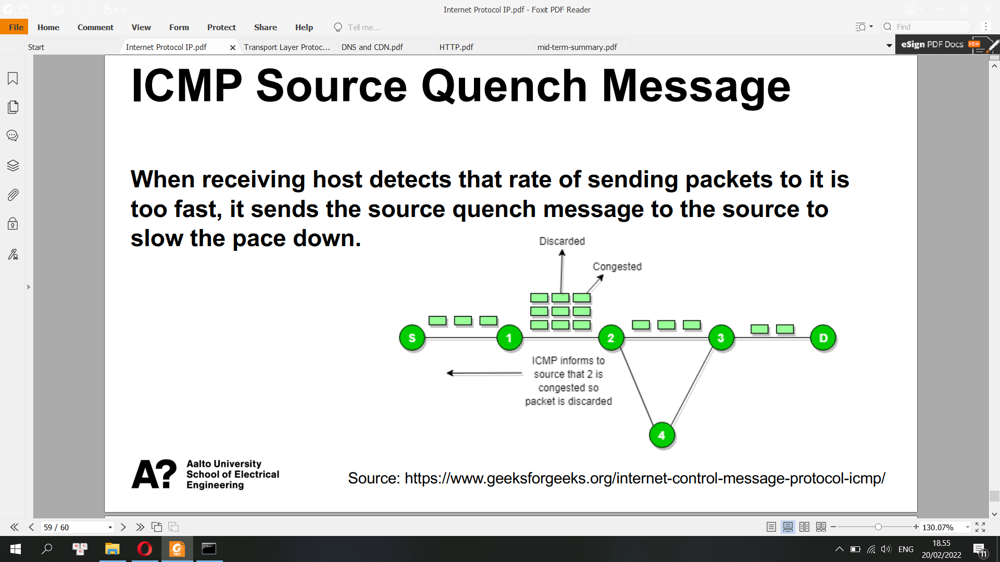 Internet Protocol IP.pdf - Foxit PDF Reader
File Home Comment View Form Protect Share Help Tell me... Find
Start Internet Protocol IP.pdf Transport Layer Protoc... DNS and CDN.pdf HTTP.pdf mid-term-summary.pdf eSign PDF Docs PDF
ICMP Source Quench Message
When receiving host detects that rate of sending packets to it is
too fast, it sends the source quench message to the source to
slow the pace down.
Discarded
Congested
S 1 2 3 D
ICMP informs to
source that 2 is
congested so
packet is discarded
4
A?
Aalto University
School of Electrical
Engineering
Source: https://www.geeksforgeeks.org/internet-control-message-protocol-icmp/
59 / 60 130.07%
18.55
ENG
20/02/2022
11